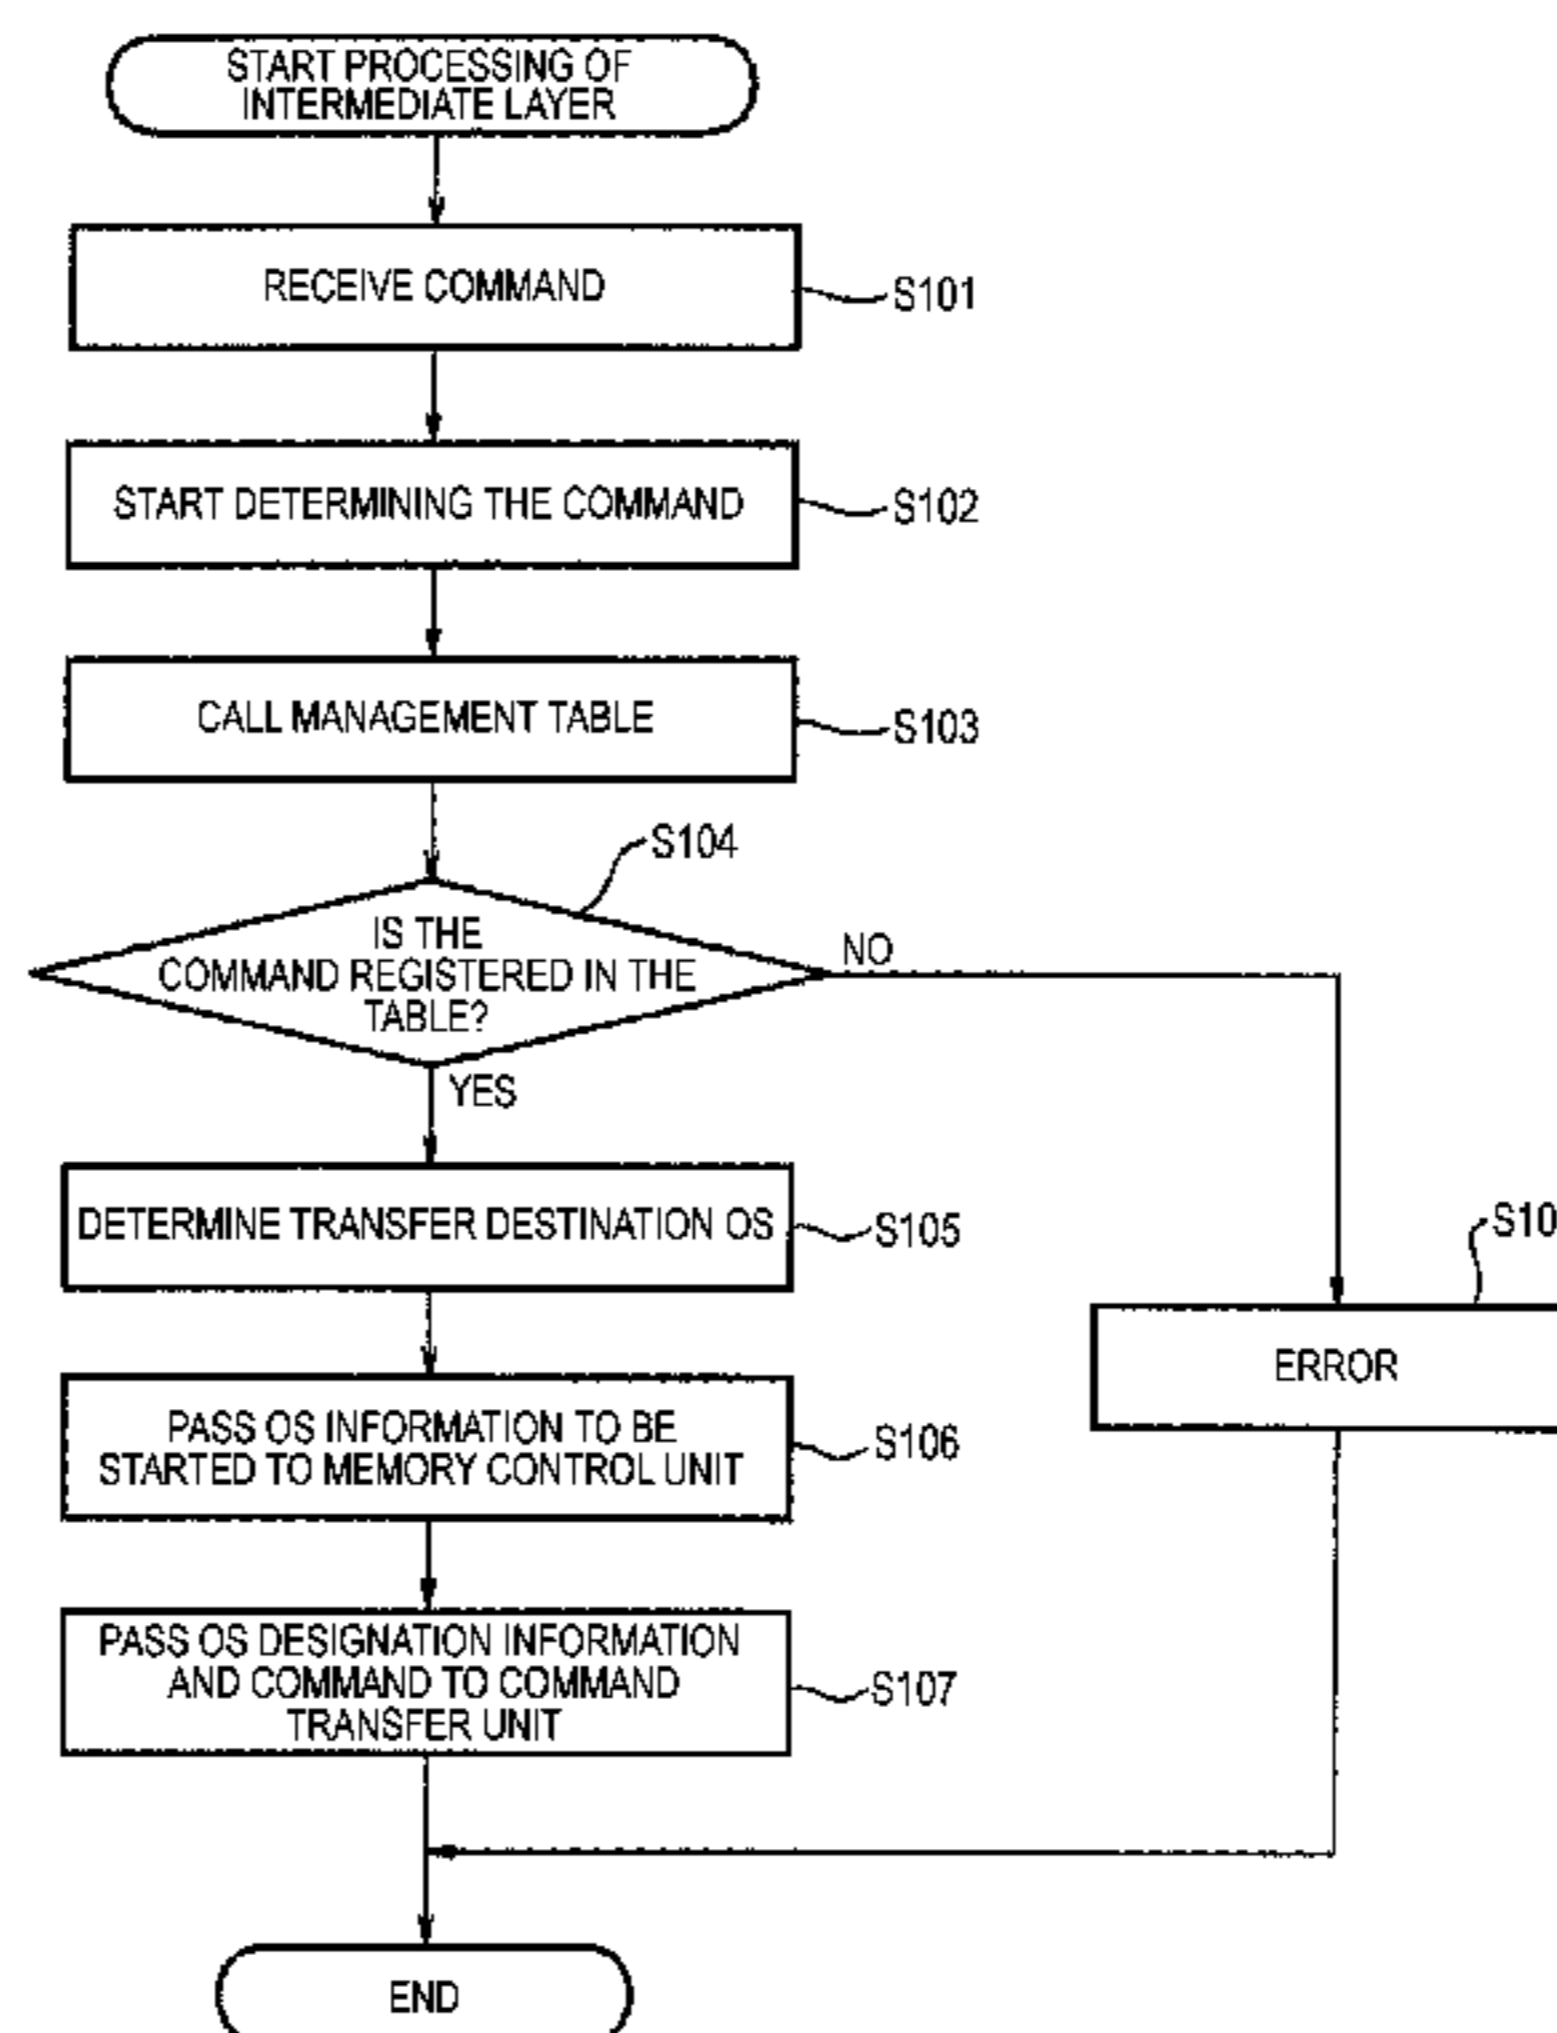 START PROCESSING OF
INTERMEDIATE LAYER
RECEIVE COMMAND
S101
START DETERMINING THE COMMAND
S102
CALL MANAGEMENT TABLE
S103
S104
IS THE
COMMAND REGISTERED IN THE
TABLE?
NO
YES
DETERMINE TRANSFER DESTINATION OS
S105
S10
ERROR
PASS OS INFORMATION TO BE
STARTED TO MEMORY CONTROL UNIT
S106
PASS OS DESIGNATION INFORMATION
AND COMMAND TO COMMAND
TRANSFER UNIT
S107
END